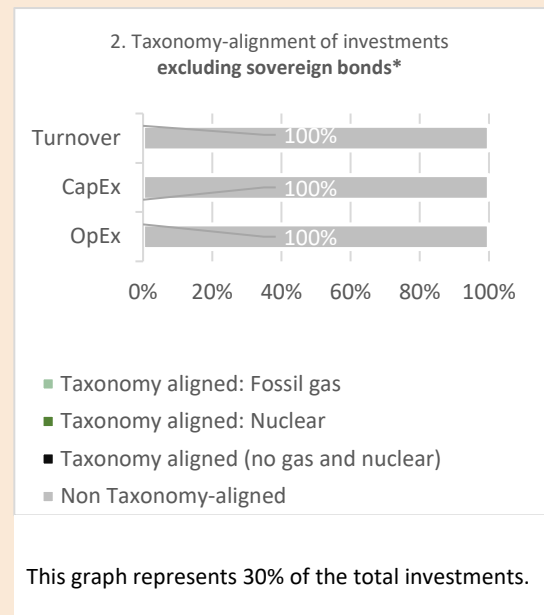 2. Taxonomy-alignment of investments
excluding sovereign bonds*
Turnover
100%
CapEx
100%
OpEx
100%
0% 20% 40% 60% 80% 100%
Taxonomy aligned: Fossil gas
Taxonomy aligned: Nuclear
Taxonomy aligned (no gas and nuclear)
Non Taxonomy-aligned
This graph represents 30% of the total investments.